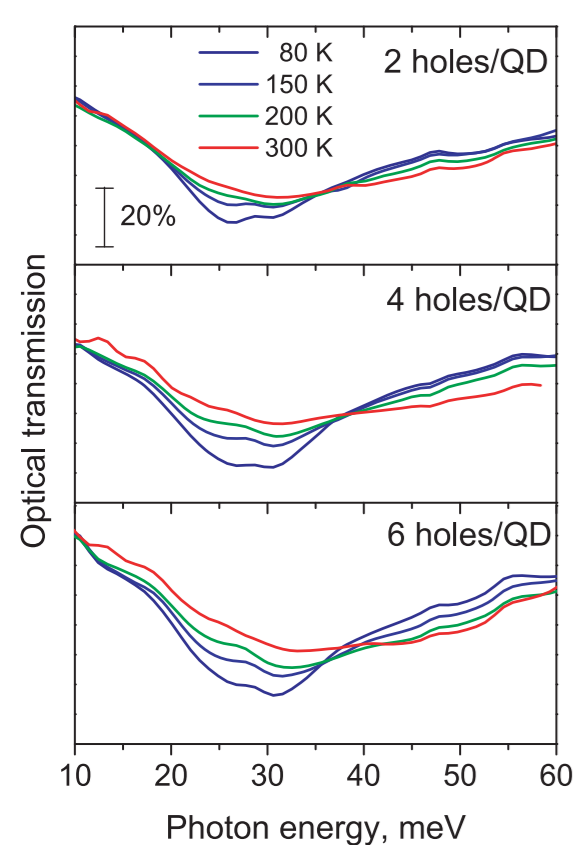 2 holes/QD
80 K
150 K
200 K
300 K
20%
4 holes/QD
6 holes/QD
Optical transmission
10 20 30 40 50 60
Photon energy, meV